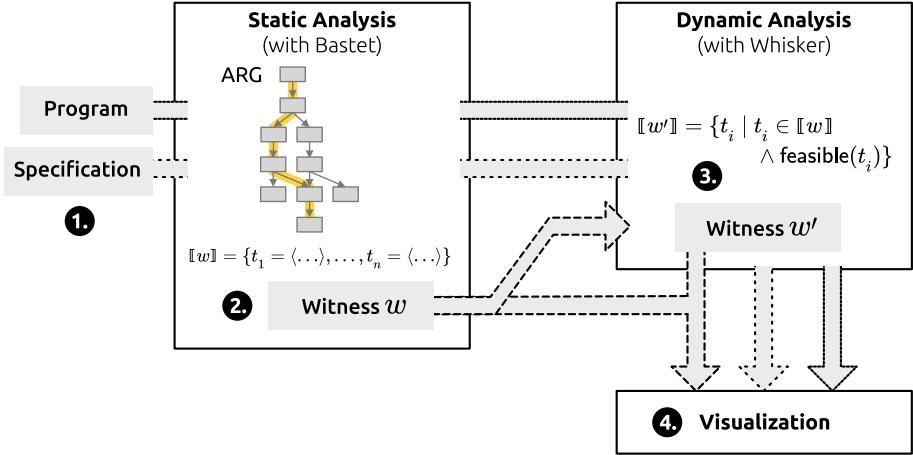 Static Analysis
(with Bastet)
ARG
Program
Specification
1.
⟦w⟧ = {t₁ = ⟨…⟩, …, tₙ = ⟨…⟩}
2.
Witness w
Dynamic Analysis
(with Whisker)
⟦w′⟧ = {tᵢ | tᵢ ∈ ⟦w⟧
∧ feasible(tᵢ)}
3.
Witness w′
4.
Visualization